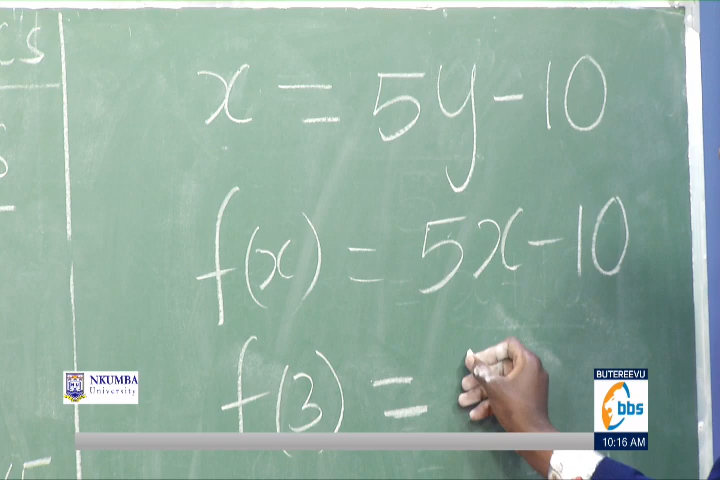 x = 5y - 10
f(x) = 5x - 10
f(3) =
NKUMBA
University
BUTEREEVU
bbs
10:16 AM